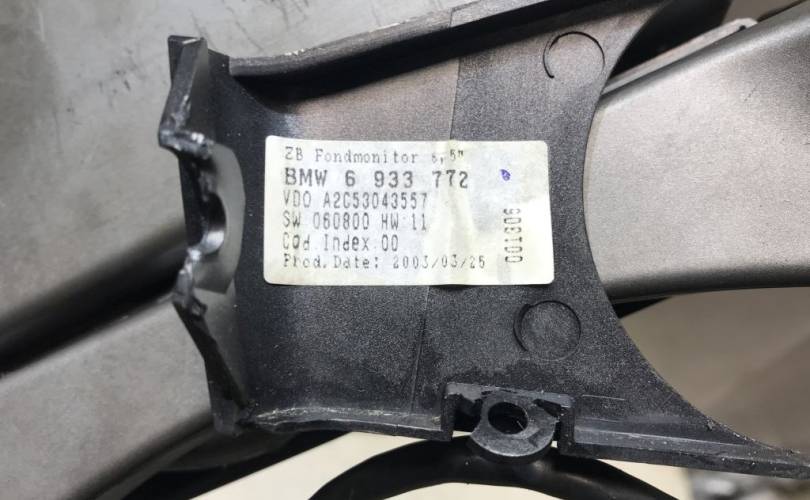 ZB Fondmonitor 6,5"
BMW 6 933 772
VDO A2C53043557
SW 060800 HW 11
Cod.Index 00
Prod.Date: 2003/03/25
001306